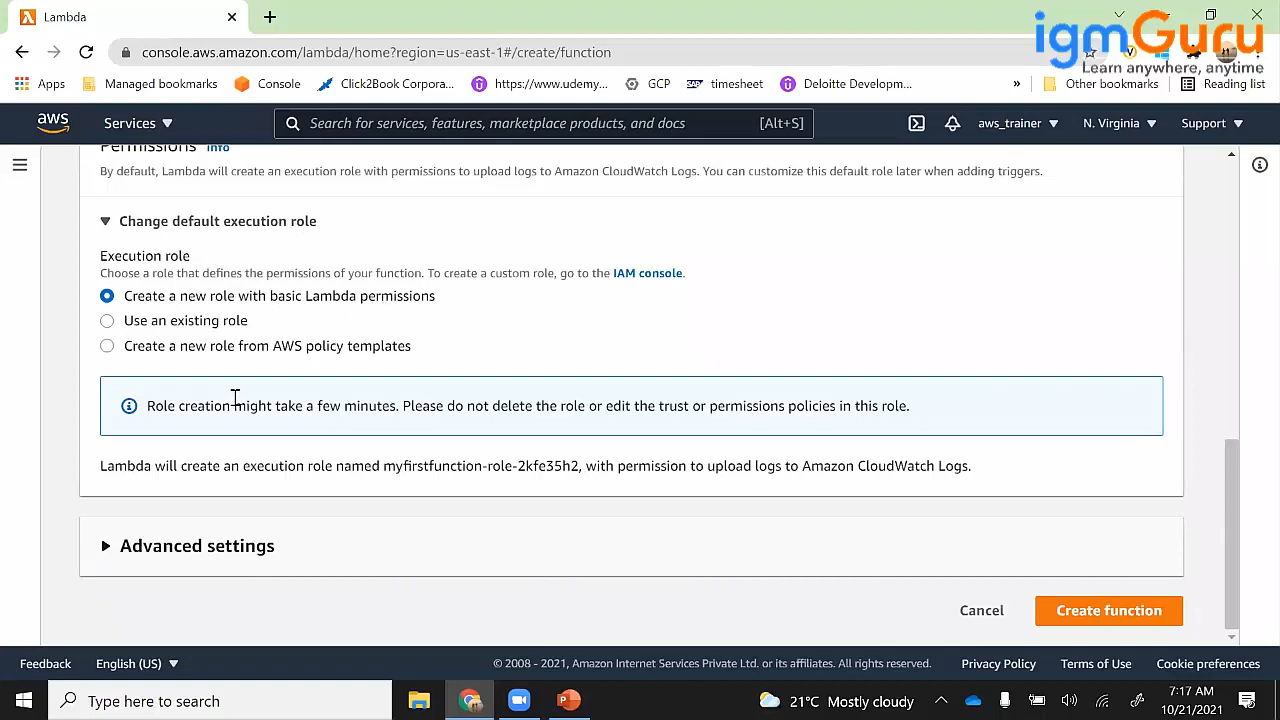 Lambda
igmGuru
Learn anywhere, anytime
console.aws.amazon.com/lambda/home?region=us-east-1#/create/function
Apps
Managed bookmarks
Console
Click2Book Corpora...
https://www.udemy...
GCP
timesheet
Deloitte Developm...
»
Other bookmarks
Reading list
aws
Services
Search for services, features, marketplace products, and docs
[Alt+S]
aws_trainer
N. Virginia
Support
Permissions Info
By default, Lambda will create an execution role with permissions to upload logs to Amazon CloudWatch Logs. You can customize this default role later when adding triggers.
Change default execution role
Execution role
Choose a role that defines the permissions of your function. To create a custom role, go to the IAM console.
Create a new role with basic Lambda permissions
Use an existing role
Create a new role from AWS policy templates
Role creation might take a few minutes. Please do not delete the role or edit the trust or permissions policies in this role.
Lambda will create an execution role named myfirstfunction-role-2kfe35h2, with permission to upload logs to Amazon CloudWatch Logs.
Advanced settings
Cancel
Create function
Feedback
English (US)
© 2008 - 2021, Amazon Internet Services Private Ltd. or its affiliates. All rights reserved.
Privacy Policy
Terms of Use
Cookie preferences
Type here to search
21°C Mostly cloudy
7:17 AM
10/21/2021